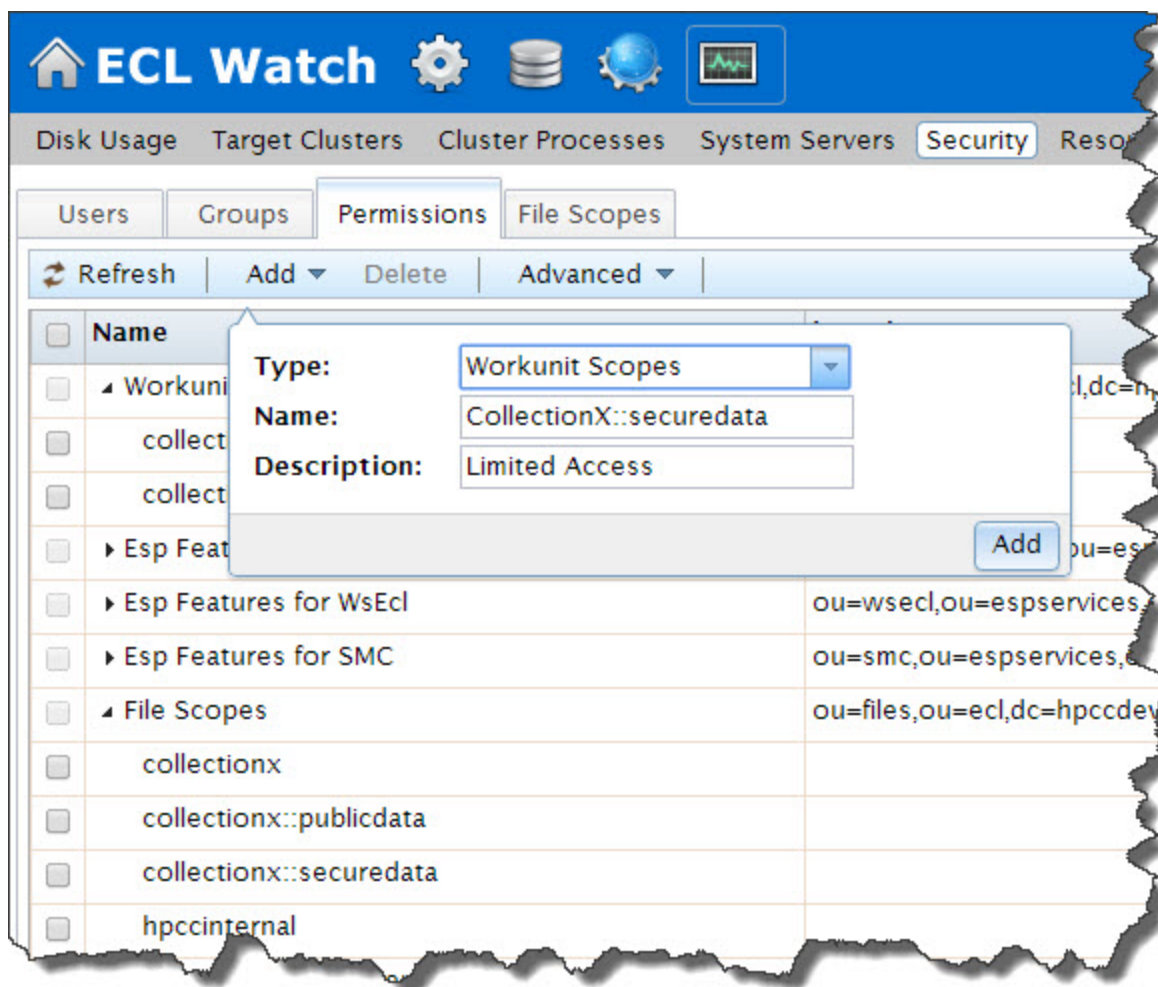 ECL Watch
Disk Usage Target Clusters Cluster Processes System Servers Security
Users Groups Permissions File Scopes
Refresh Add Delete Advanced
Name
Type: Workunit Scopes
Name: CollectionX::securedata
Description: Limited Access
Add
Esp Features for WsEcl ou=wsecl,ou=espservices,
Esp Features for SMC ou=smc,ou=espservices,
File Scopes ou=files,ou=ecl,dc=hpccdev
collectionx
collectionx::publicdata
collectionx::securedata
hpccinternal